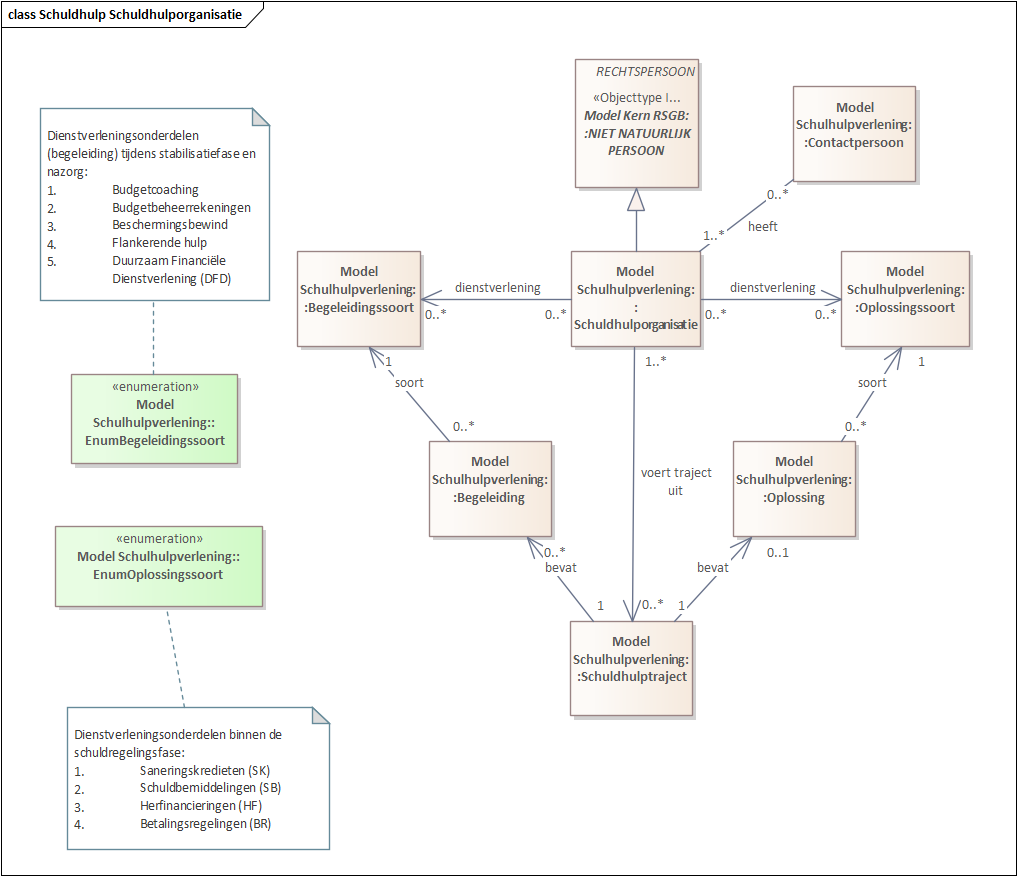 class Schuldhulp Schuldhulporganisatie
RECHTSPERSOON
«Objecttype I...
Model Kern RSGB:
:NIET NATUURLIJK
PERSOON
Model
Schulhulpverlening:
:Contactpersoon
Dienstverleningsonderdelen
(begeleiding) tijdens stabilisatiefase en
nazorg:
1. Budgetcoaching
2. Budgetbeheerrekeningen
3. Beschermingsbewind
4. Flankerende hulp
5. Duurzaam Financiële
Dienstverlening (DFD)
0..*
1..*
heeft
Model
Schulhulpverlening:
:Begeleidingssoort
dienstverlening
0..*
0..*
Model
Schulhulpverlening:
:
Schuldhulporganisatie
dienstverlening
0..*
0..*
Model
Schulhulpverlening:
:Oplossingssoort
1
soort
0..*
1..*
1
soort
0..*
«enumeration»
Model
Schulhulpverlening::
EnumBegeleidingssoort
Model
Schulhulpverlening:
:Begeleiding
voert traject
uit
Model
Schulhulpverlening:
:Oplossing
«enumeration»
Model Schulhulpverlening::
EnumOplossingssoort
0..*
bevat
1
0..*
1
bevat
0..1
Model
Schulhulpverlening:
:Schuldhulptraject
Dienstverleningsonderdelen binnen de
schuldregelingsfase:
1. Saneringskredieten (SK)
2. Schuldbemiddelingen (SB)
3. Herfinancieringen (HF)
4. Betalingsregelingen (BR)